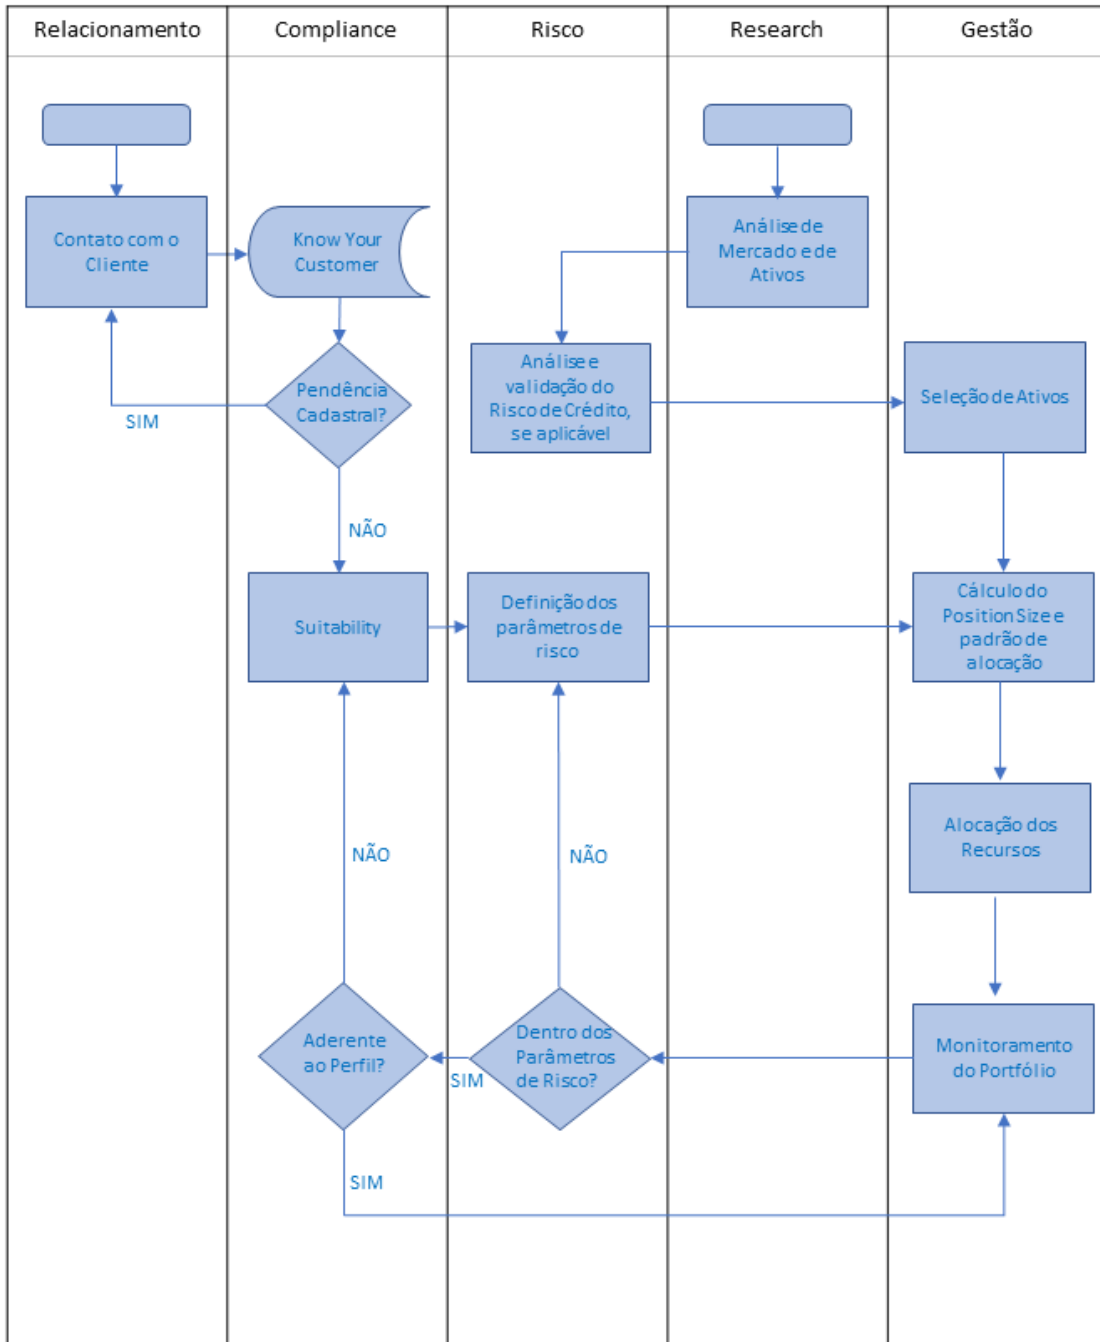 Relacionamento
Compliance
Risco
Research
Gestão
Contato com o
Cliente
Know Your
Customer
Análise de
Mercado e de
Ativos
Pendência
Cadastral?
SIM
Análise e
validação do
Risco de Crédito,
se aplicável
Seleção de Ativos
NÃO
Suitability
Definição dos
parâmetros de
risco
Cálculo do
Position Size e
padrão de
alocação
NÃO
NÃO
Alocação dos
Recursos
Aderente
ao Perfil?
SIM
Dentro dos
Parâmetros
de Risco?
Monitoramento
do Portfólio
SIM